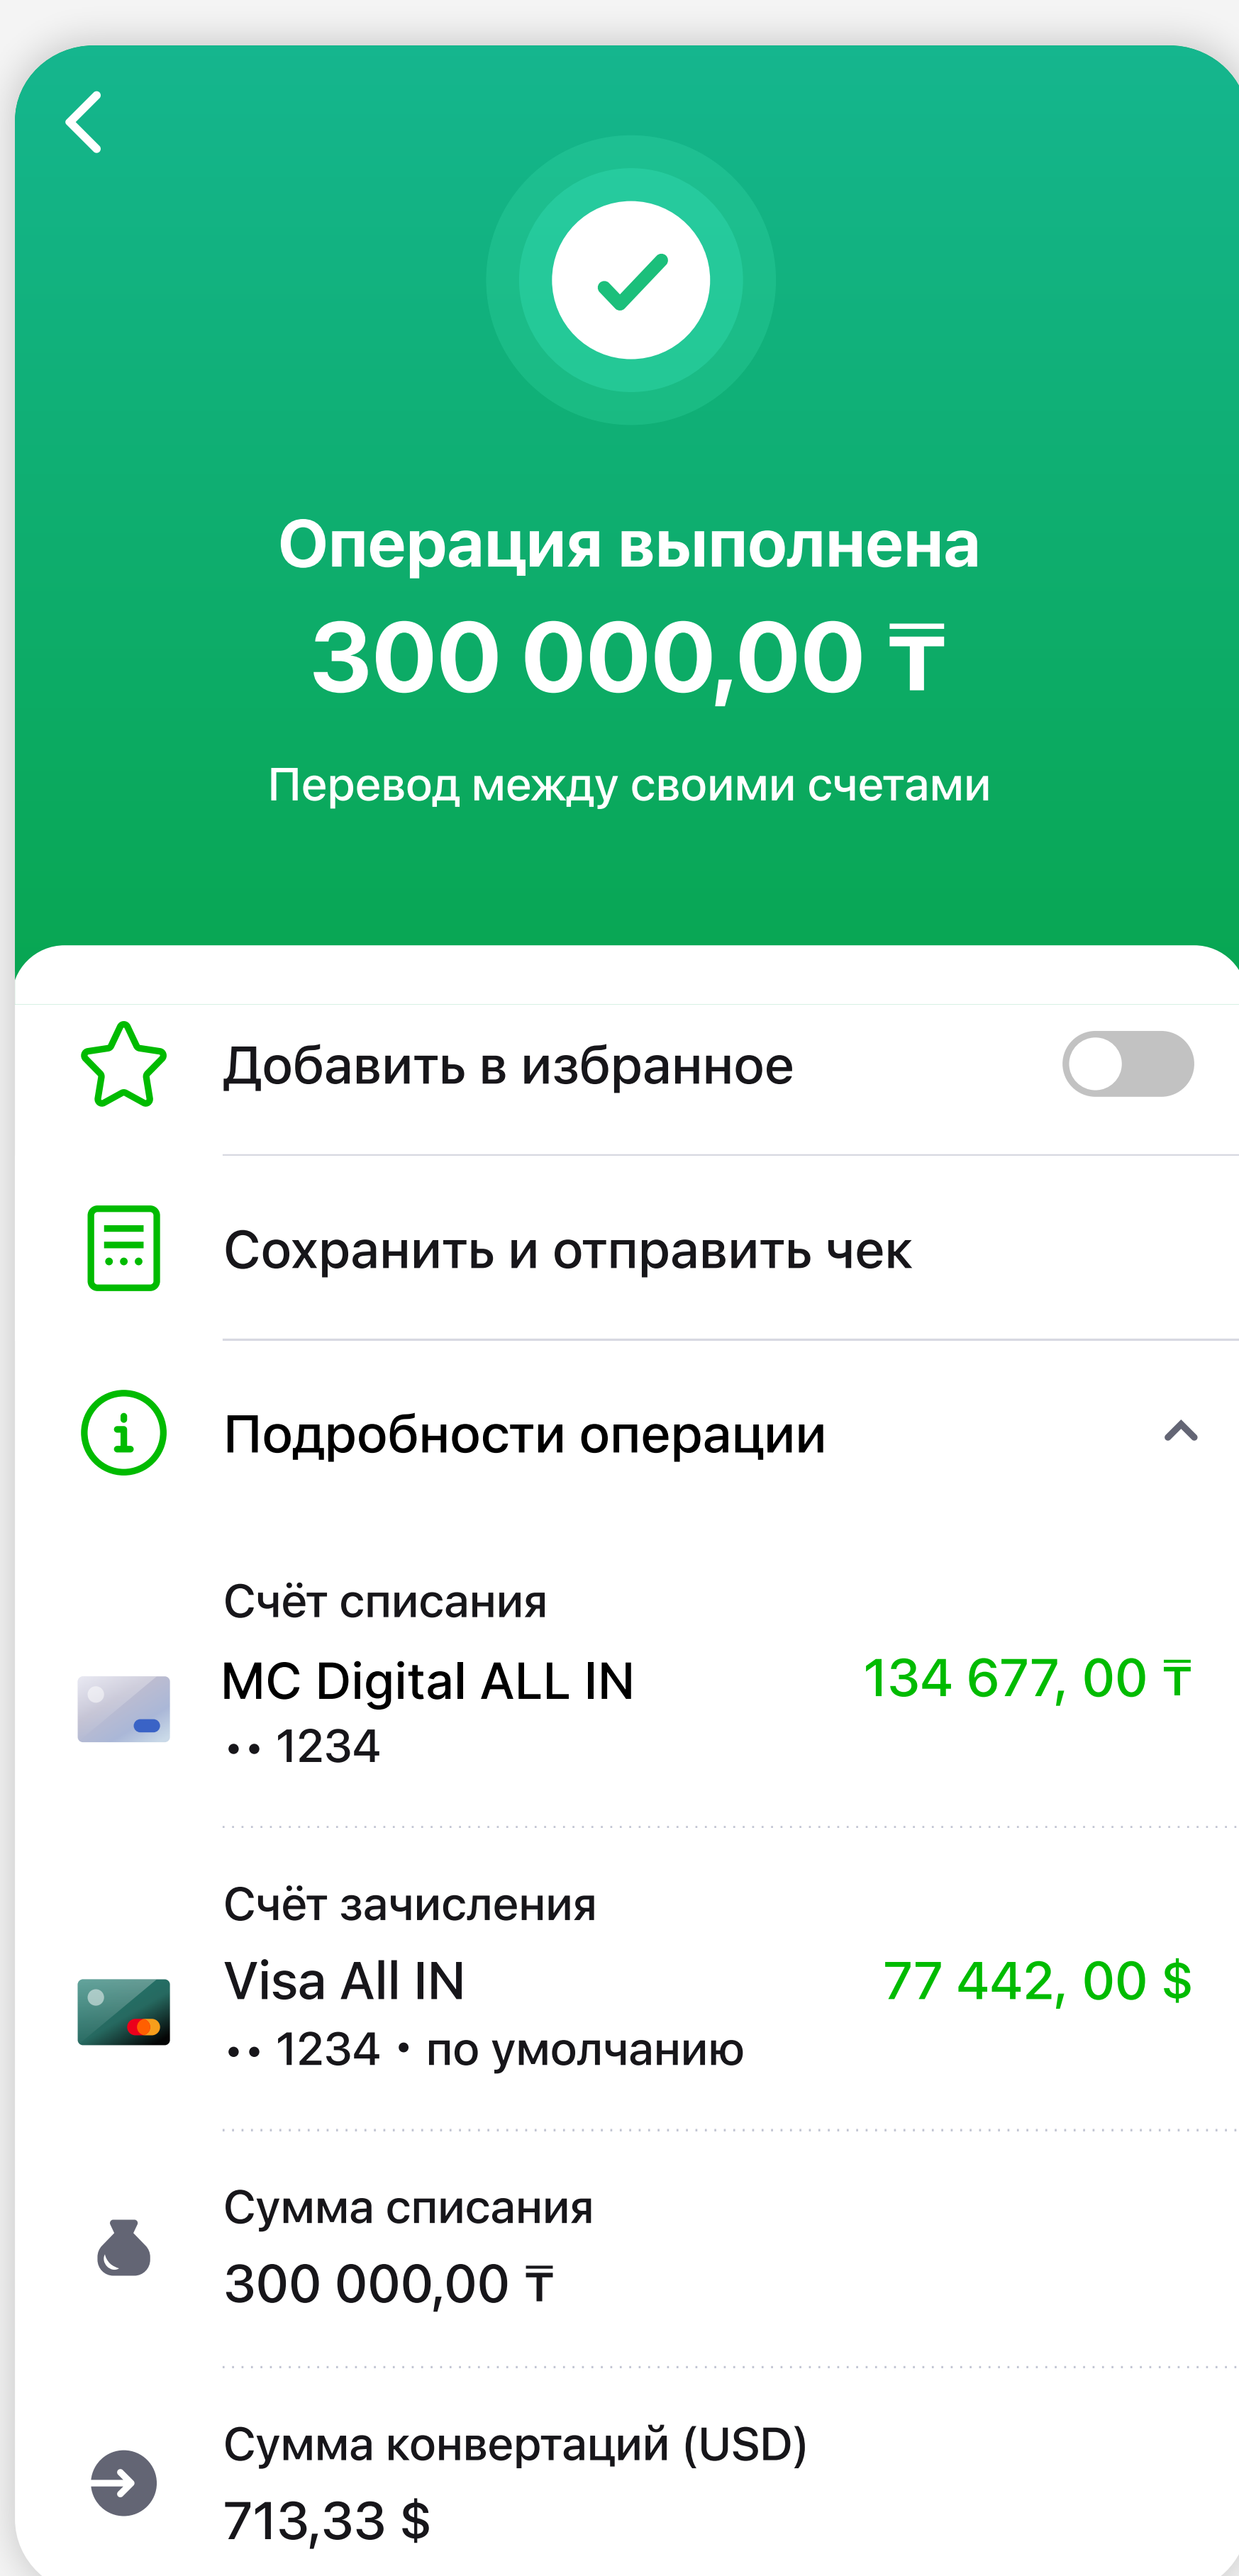 Операция выполнена
300 000,00 ₸
Перевод между своими счетами
Добавить в избранное
Сохранить и отправить чек
Подробности операции
Счёт списания
MC Digital ALL IN
134 677, 00 ₸
•• 1234
Счёт зачисления
Visa All IN
77 442, 00 $
•• 1234 • по умолчанию
Сумма списания
300 000,00 ₸
Сумма конвертаций (USD)
713,33 $